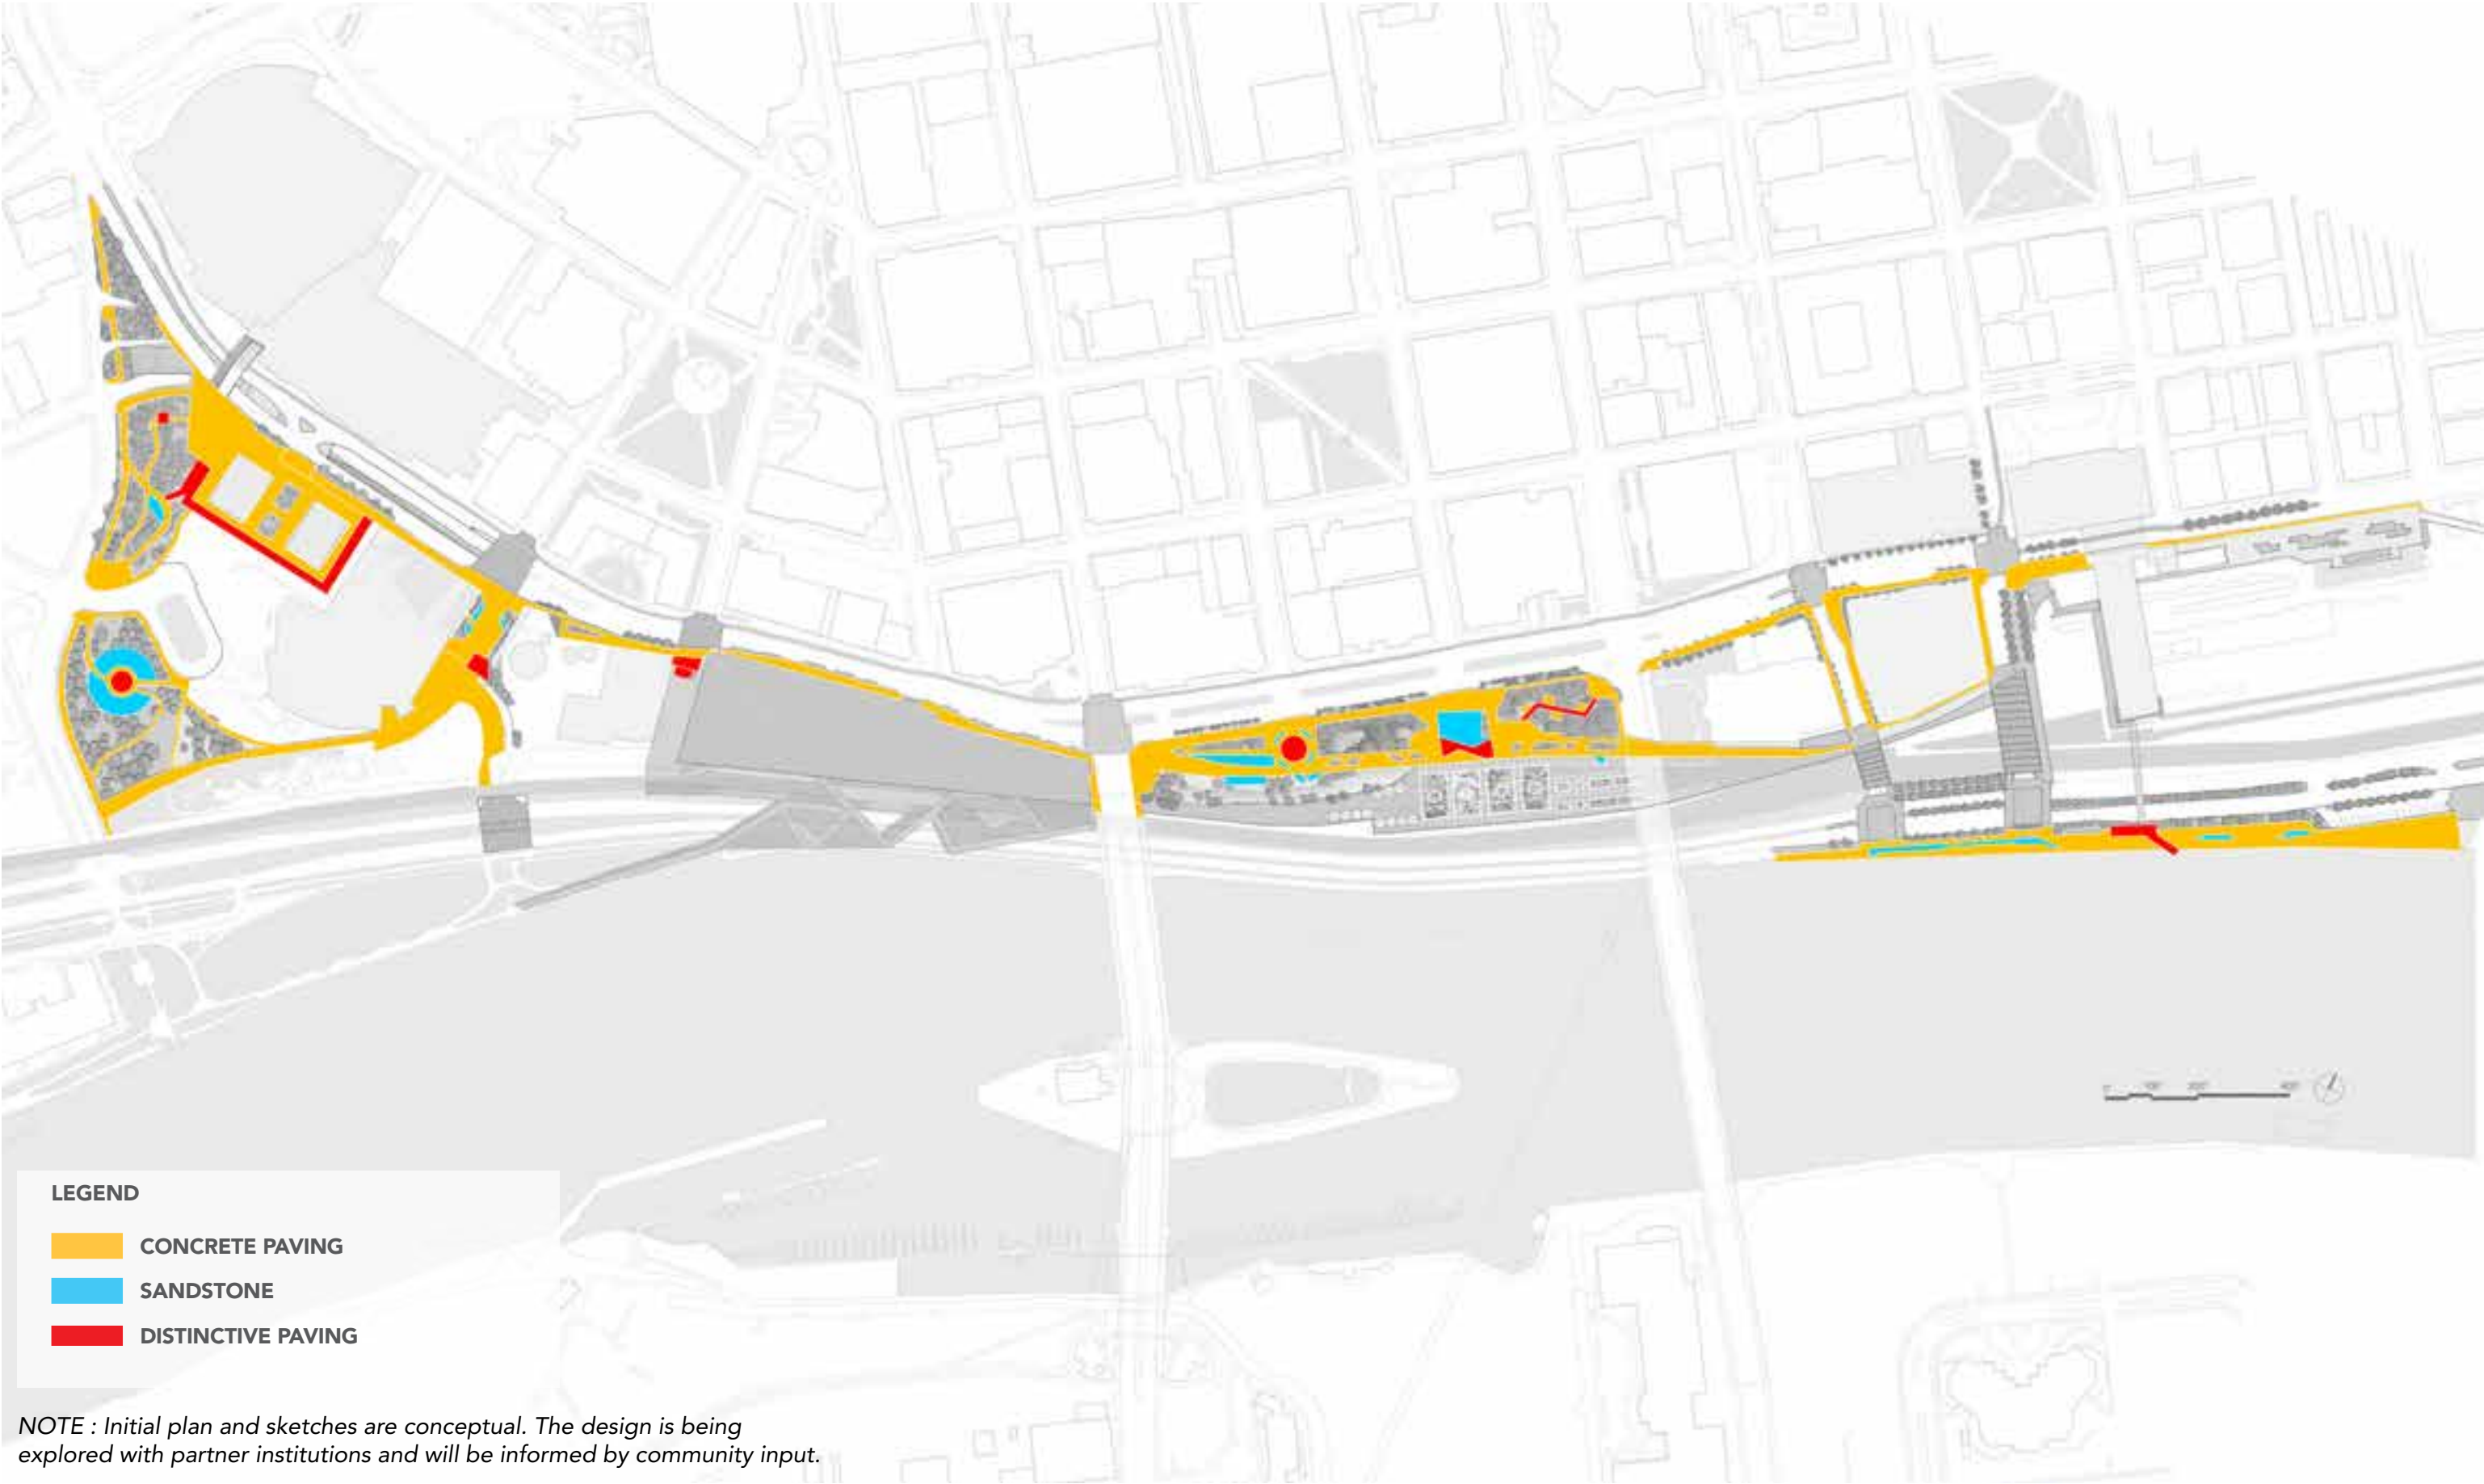 LEGEND
CONCRETE PAVING
SANDSTONE
DISTINCTIVE PAVING
NOTE : Initial plan and sketches are conceptual. The design is being
explored with partner institutions and will be informed by community input.